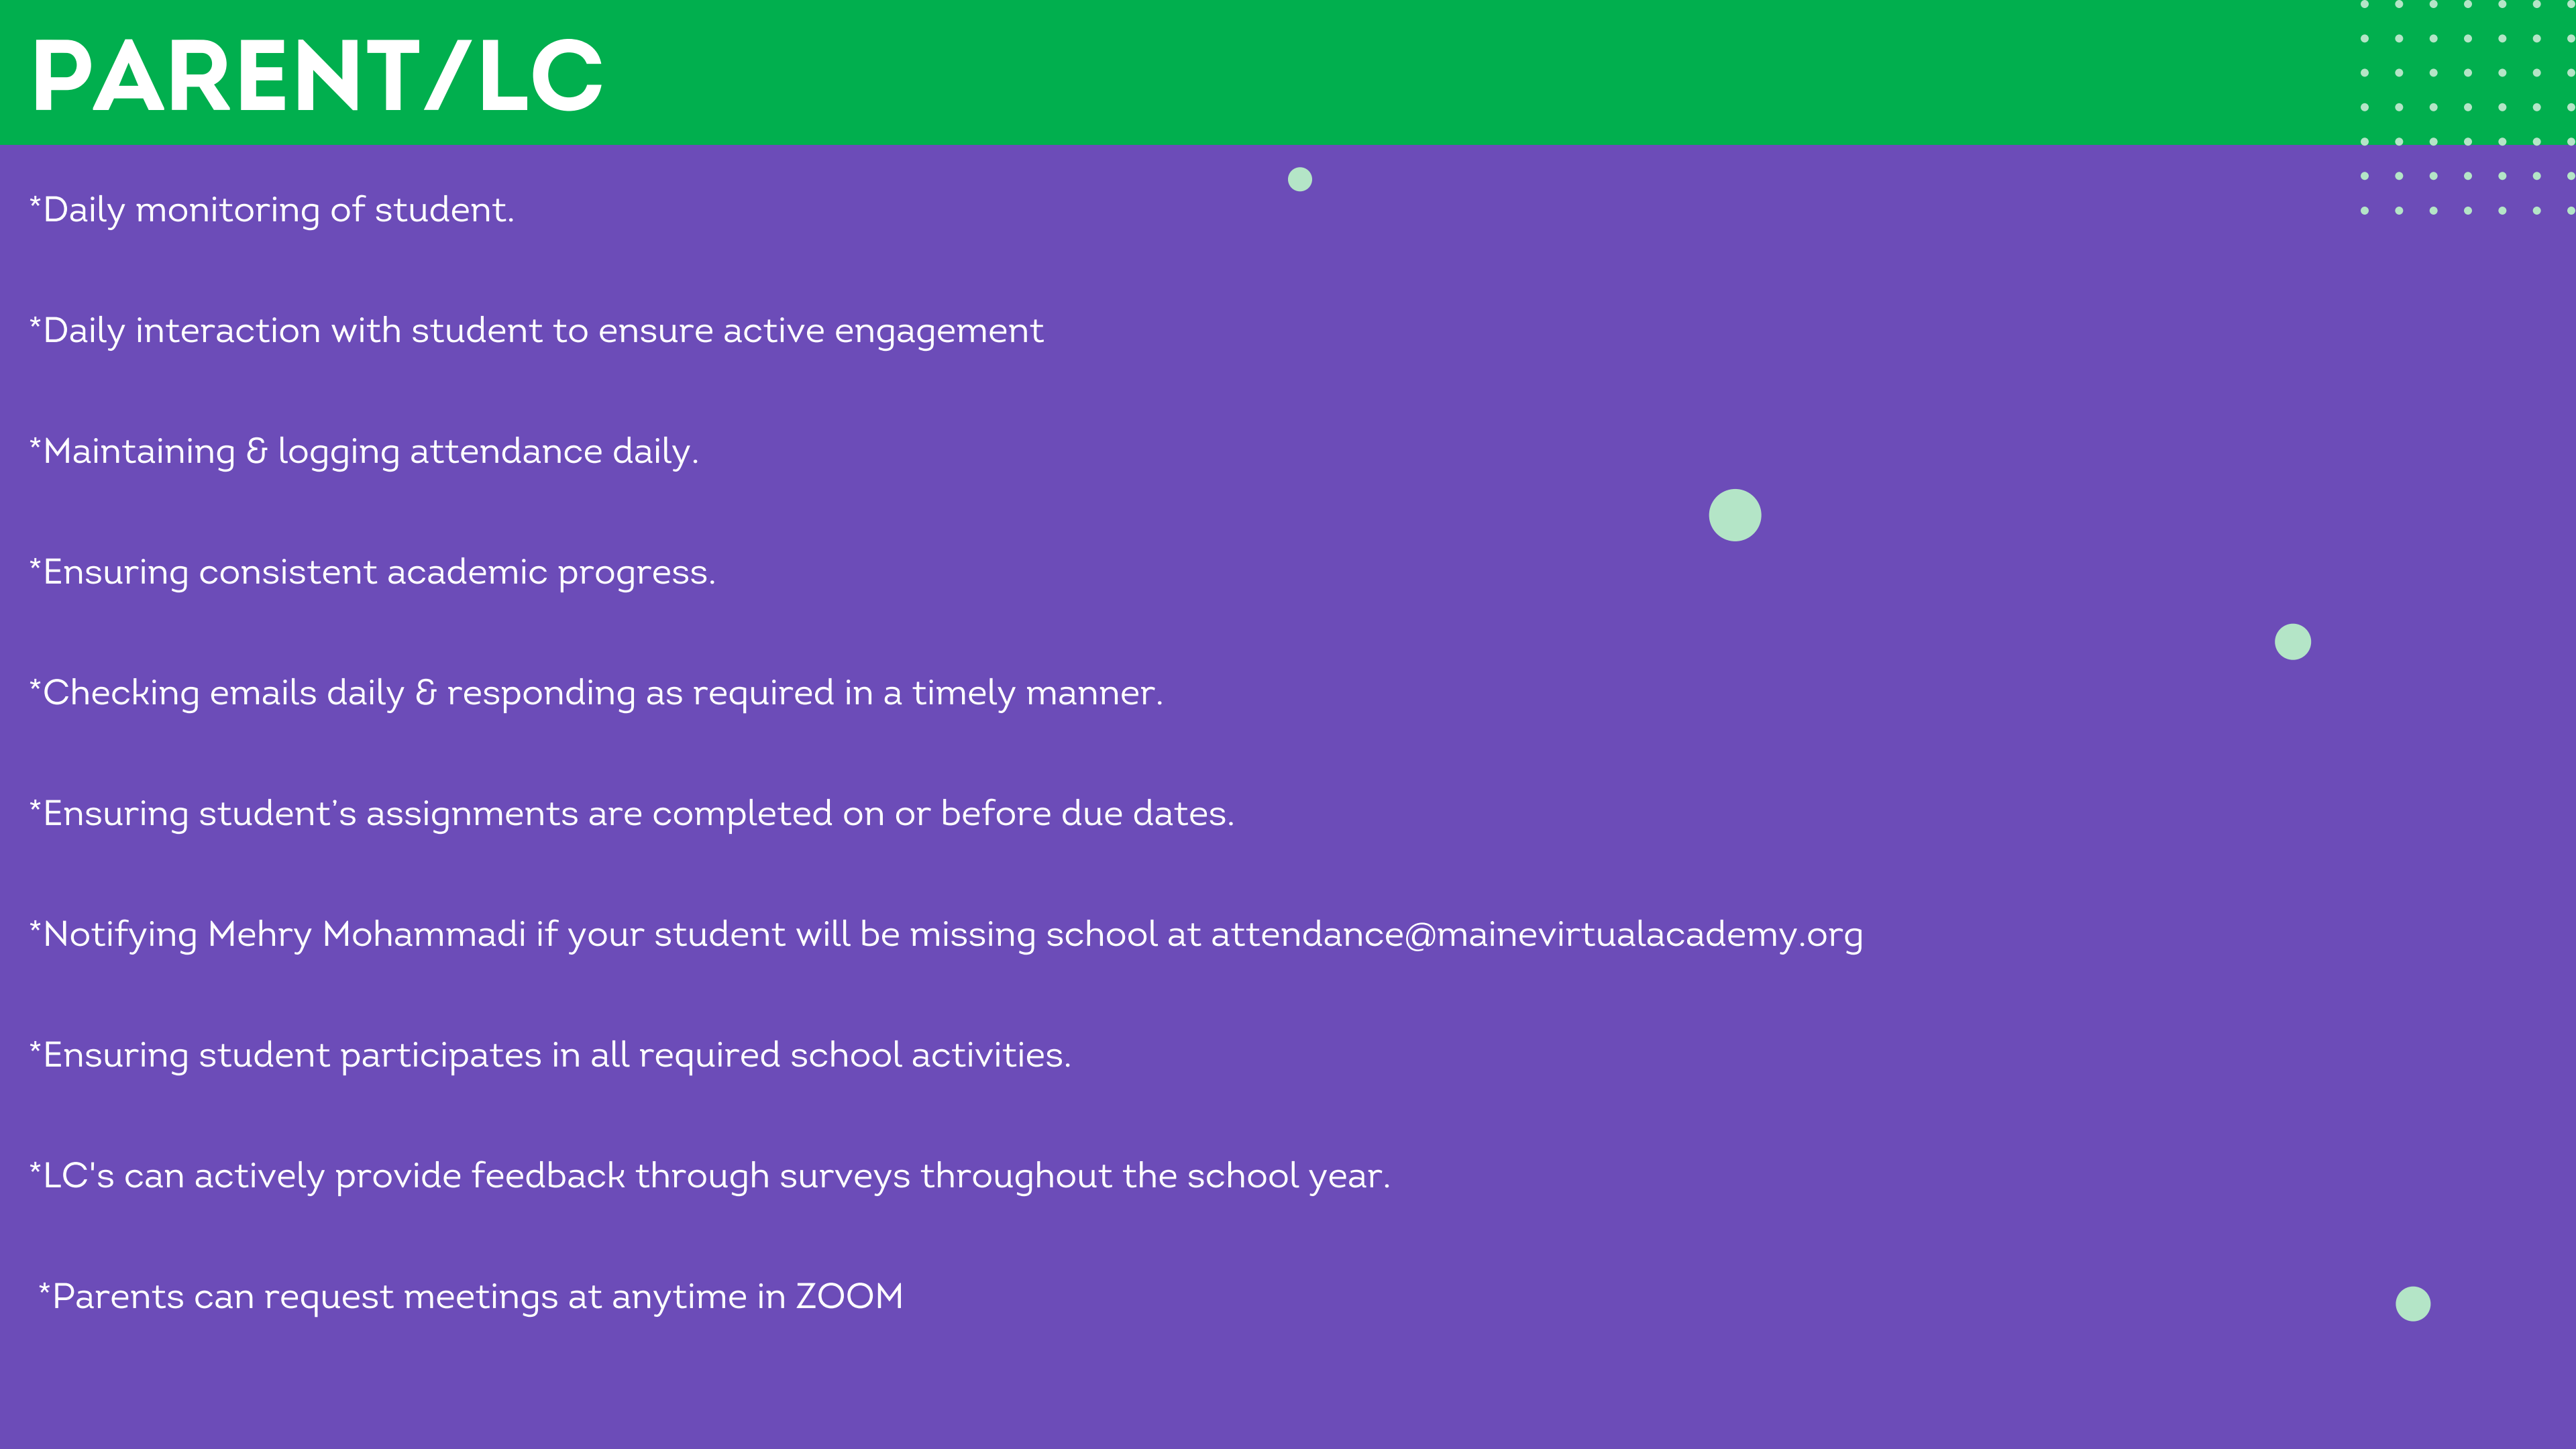 PARENT/LC
*Daily monitoring of student.
*Daily interaction with student to ensure active engagement
*Maintaining & logging attendance daily.
*Ensuring consistent academic progress.
*Checking emails daily & responding as required in a timely manner.
*Ensuring student’s assignments are completed on or before due dates.
*Notifying Mehry Mohammadi if your student will be missing school at attendance@mainevirtualacademy.org
*Ensuring student participates in all required school activities.
*LC's can actively provide feedback through surveys throughout the school year.
*Parents can request meetings at anytime in ZOOM